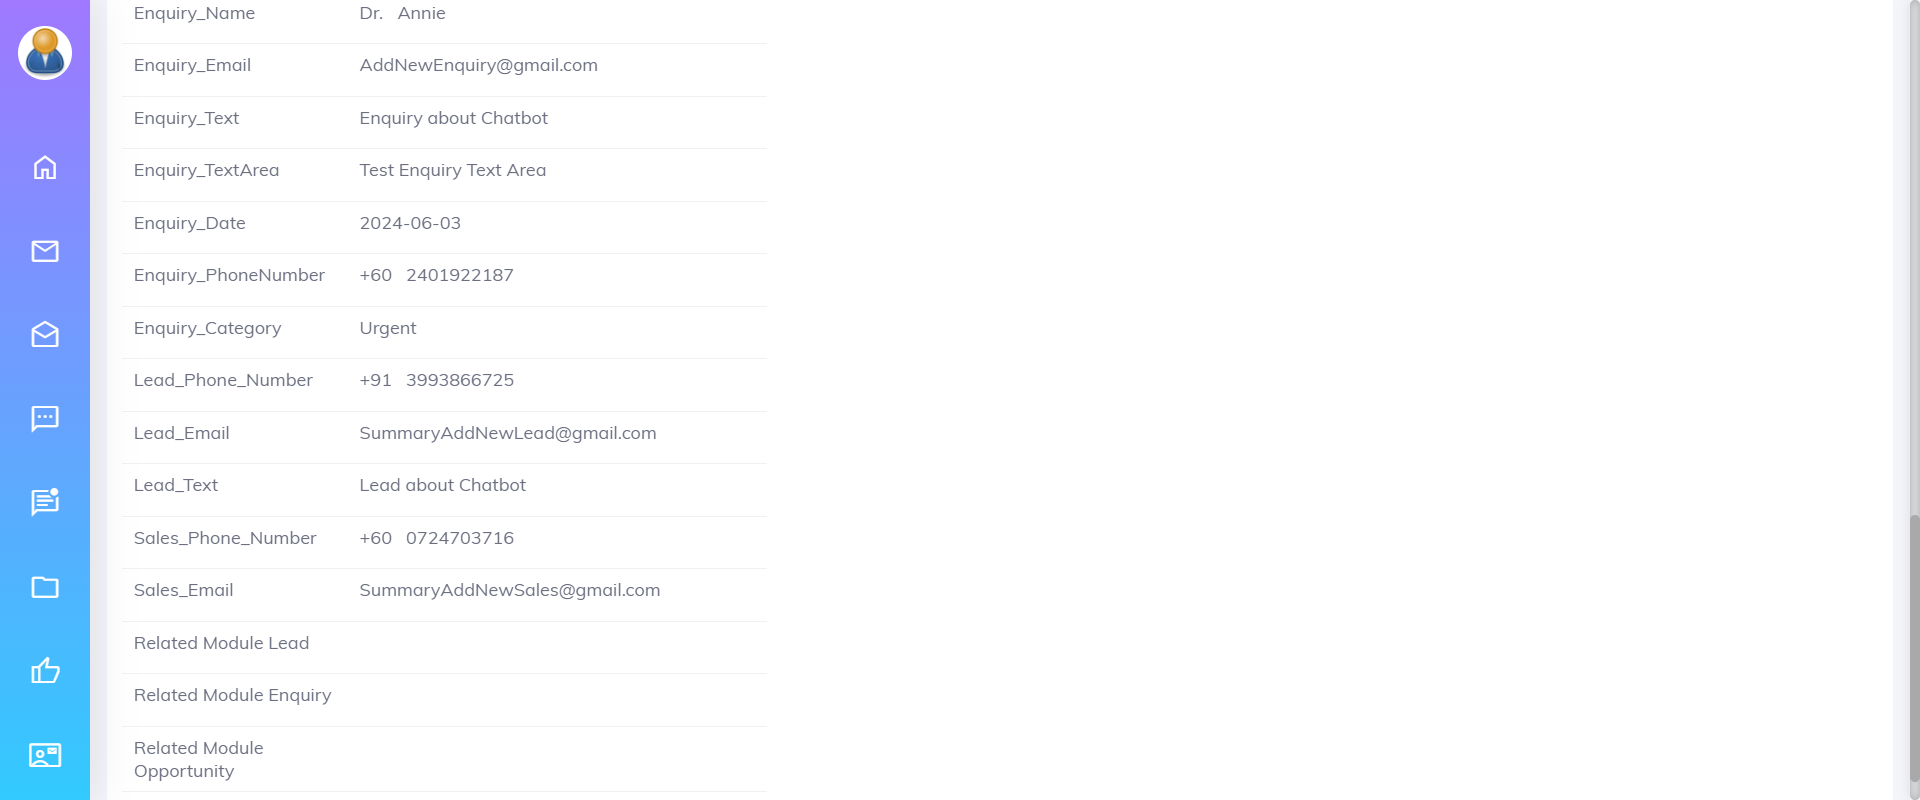 Enquiry_Name Dr. Annie
Enquiry_Email AddNewEnquiry@gmail.com
Enquiry_Text Enquiry about Chatbot
Enquiry_TextArea Test Enquiry Text Area
Enquiry_Date 2024-06-03
Enquiry_PhoneNumber +60 2401922187
Enquiry_Category Urgent
Lead_Phone_Number +91 3993866725
Lead_Email SummaryAddNewLead@gmail.com
Lead_Text Lead about Chatbot
Sales_Phone_Number +60 0724703716
Sales_Email SummaryAddNewSales@gmail.com
Related Module Lead
Related Module Enquiry
Related Module
Opportunity